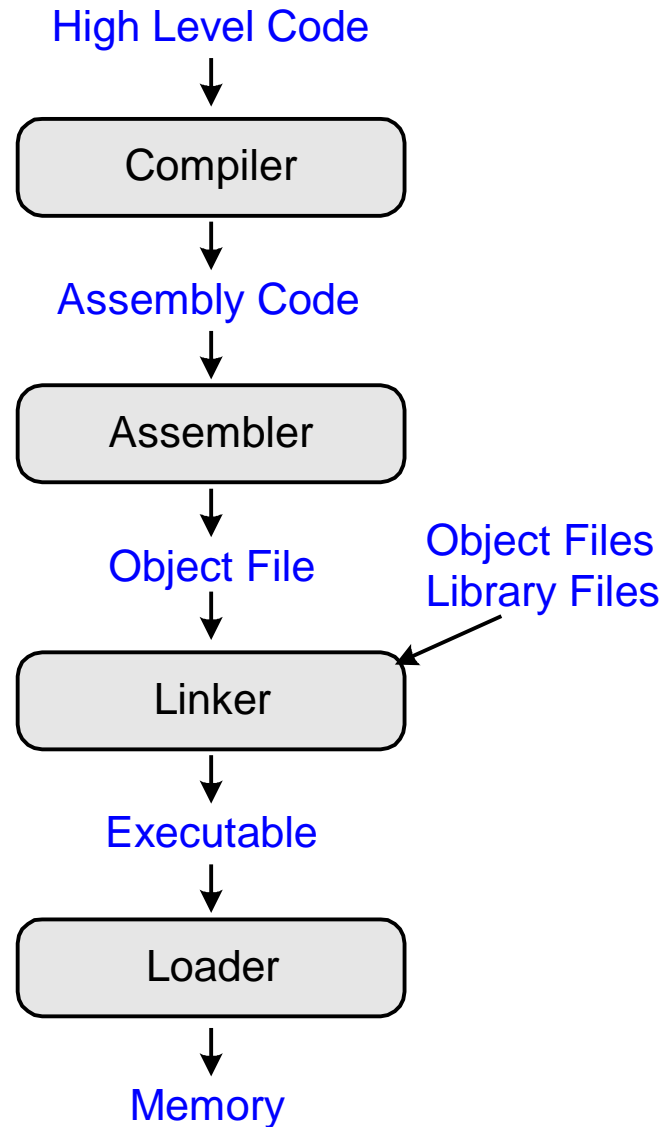 High Level Code
Compiler
Assembly Code
Assembler
Object File
Object Files
Library Files
Linker
Executable
Loader
Memory